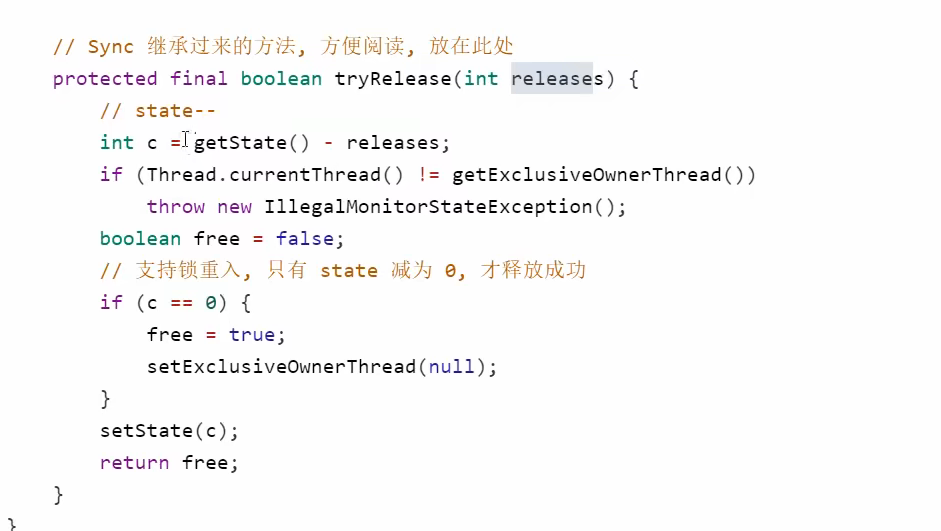 // Sync 继承过来的方法, 方便阅读, 放在此处
protected final boolean tryRelease(int releases) {
// state--
int c = getState() - releases;
if (Thread.currentThread() != getExclusiveOwnerThread())
throw new IllegalMonitorStateException();
boolean free = false;
// 支持锁重入, 只有 state 减为 0, 才释放成功
if (c == 0) {
free = true;
setExclusiveOwnerThread(null);
}
setState(c);
return free;
}
}